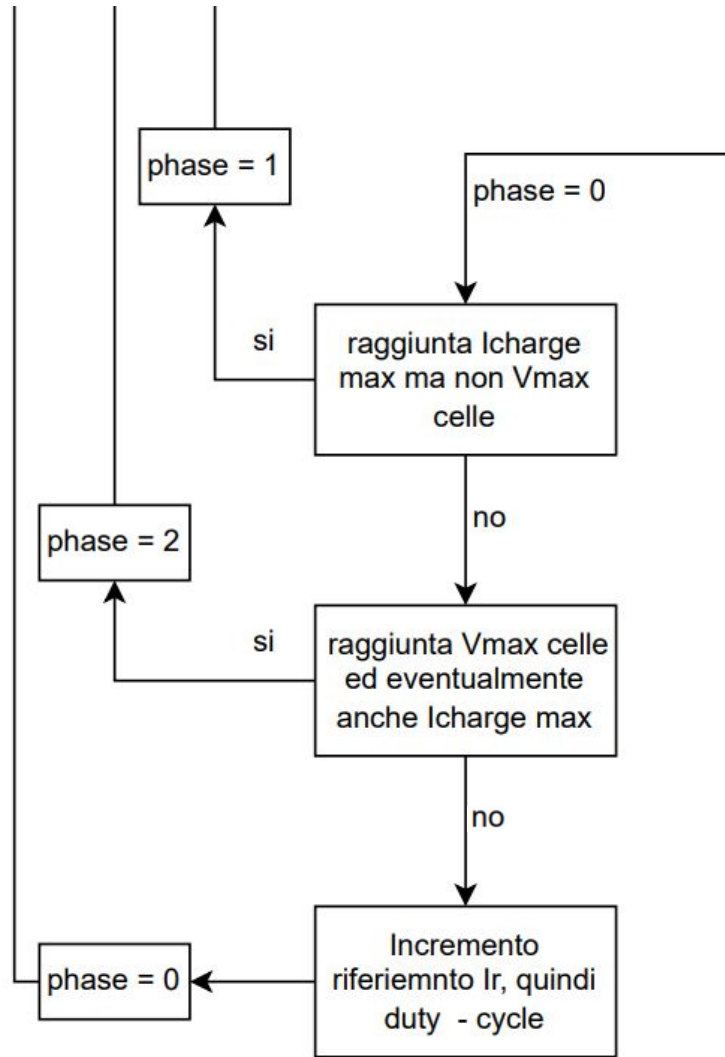 phase = 1
phase = 0
si
raggiunta Icharge
max ma non Vmax
celle
no
phase = 2
si
raggiunta Vmax celle
ed eventualmente
anche Icharge max
no
phase = 0
Incremento
riferiemnto Ir, quindi
duty - cycle